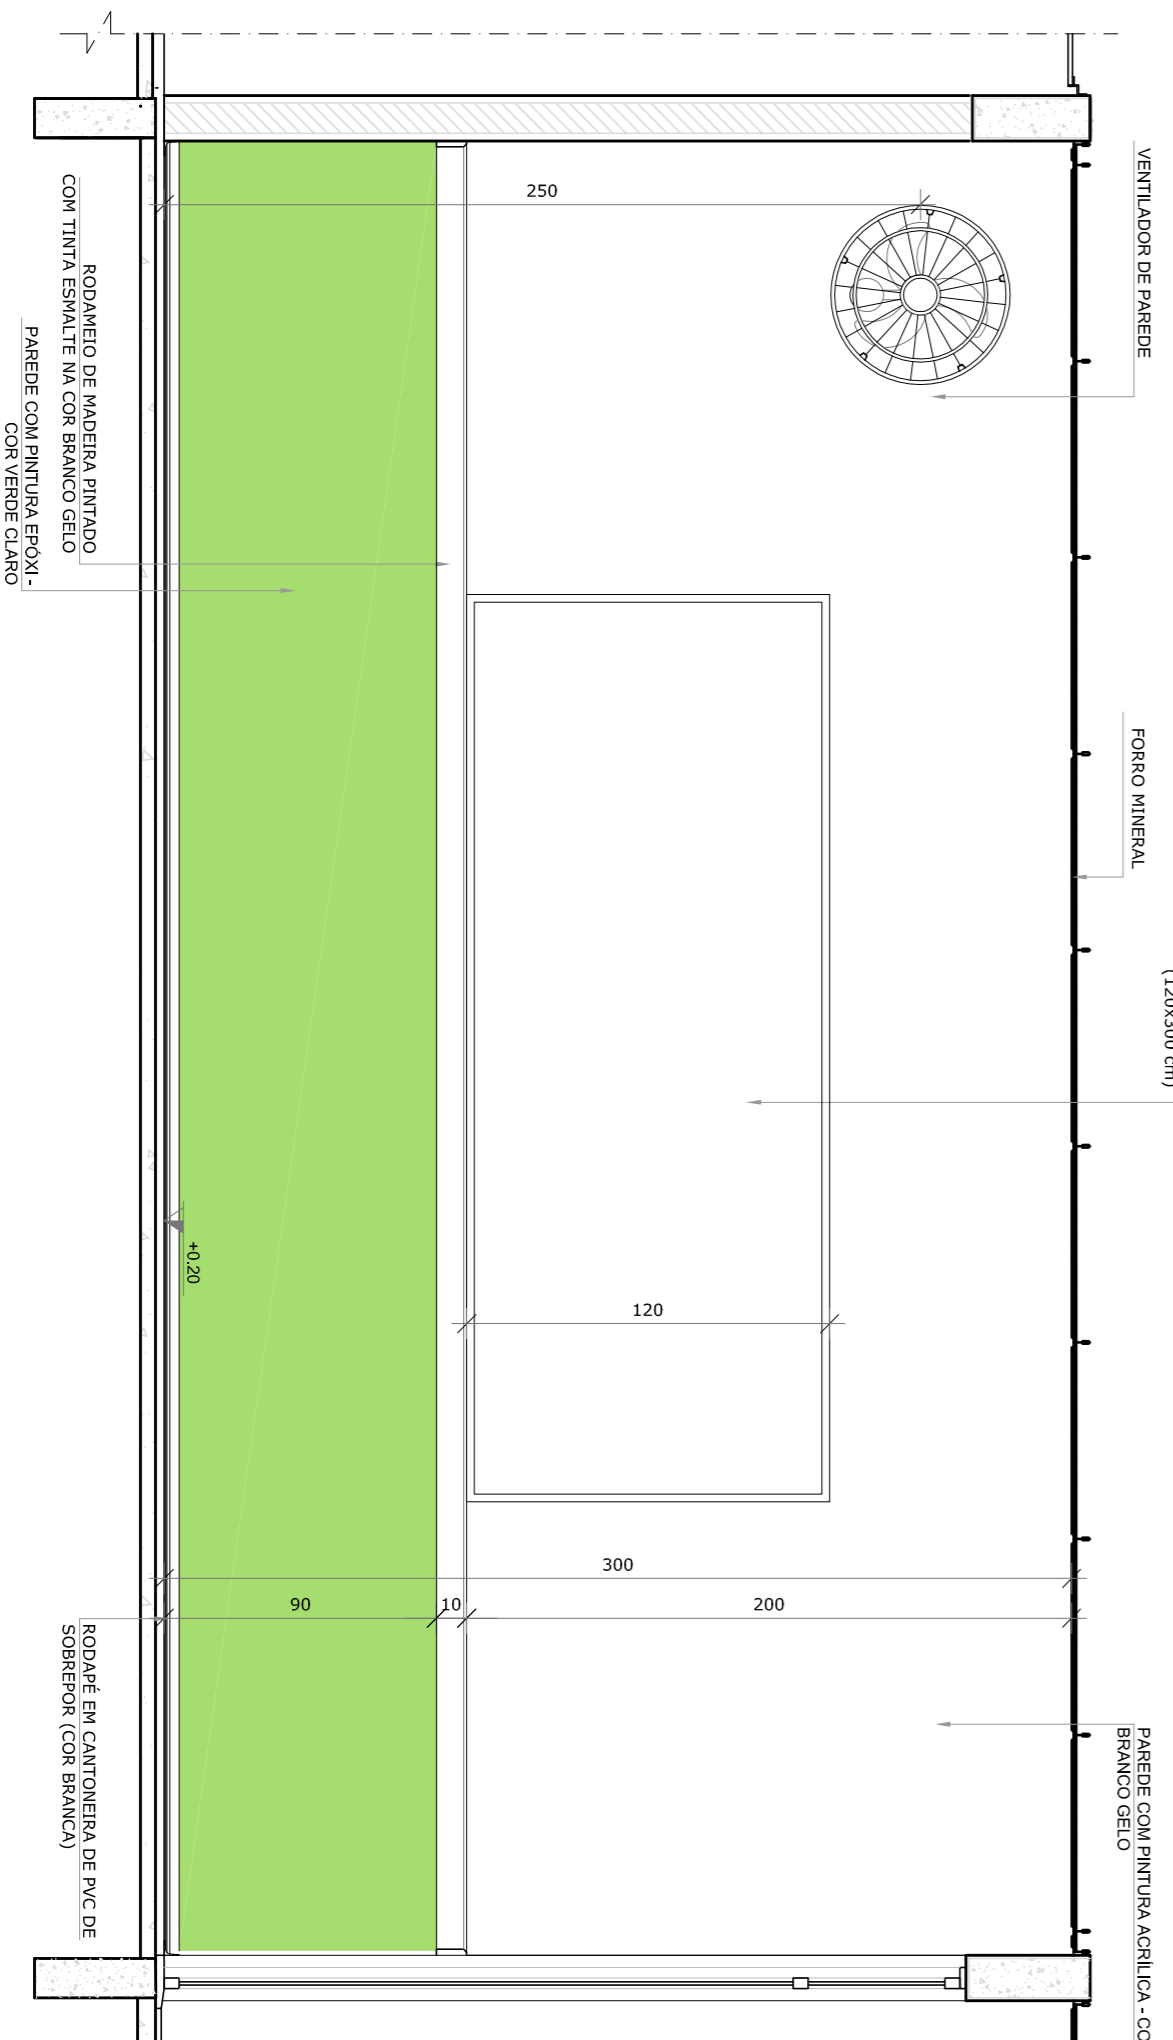 VENTILADOR DE PAREDE
FORRO MINERAL
(120x300 cm)
PAREDE COM PINTURA ACRÍLICA - CO
BRANCO GELO
250
120
300
90
10
200
+0.20
RODAMEIO DE MADEIRA PINTADO
COM TINTA ESMALTE NA COR BRANCO GELO
PAREDE COM PINTURA EPÓXI -
COR VERDE CLARO
RODAPÉ EM CANTONEIRA DE PVC DE
SOBREPOR (COR BRANCA)